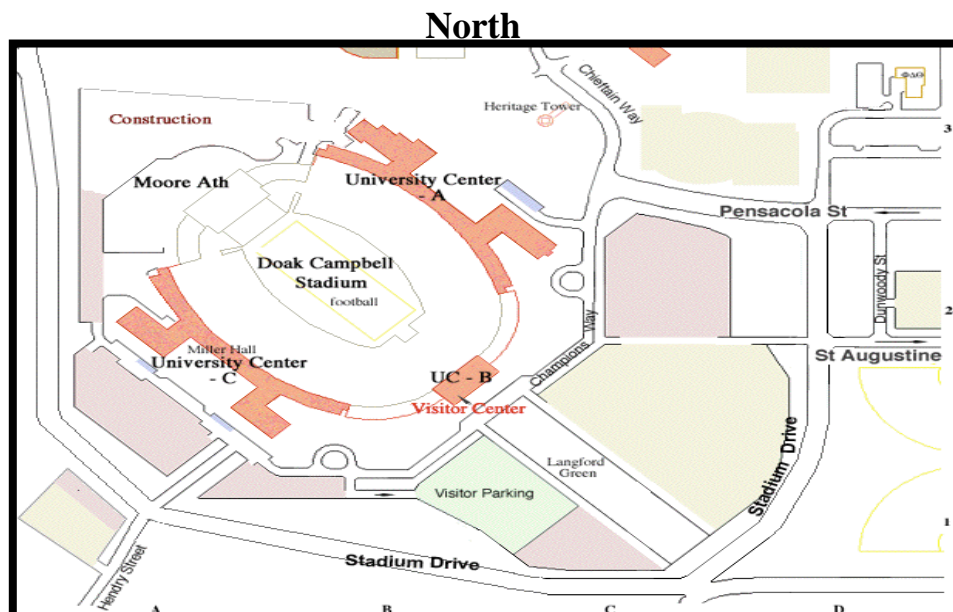 North
ΦΔΘ
Chieftain Way
Heritage Tower
Construction
3
Moore Ath
University Center
- A
Pensacola St
Doak Campbell
Stadium
football
Dunwoody St
2
Way
Champions
Miller Hall
University Center
- C
St Augustine
UC - B
Visitor Center
Langford
Green
Stadium Drive
Visitor Parking
1
Stadium Drive
Hendry Street
A
B
C
D